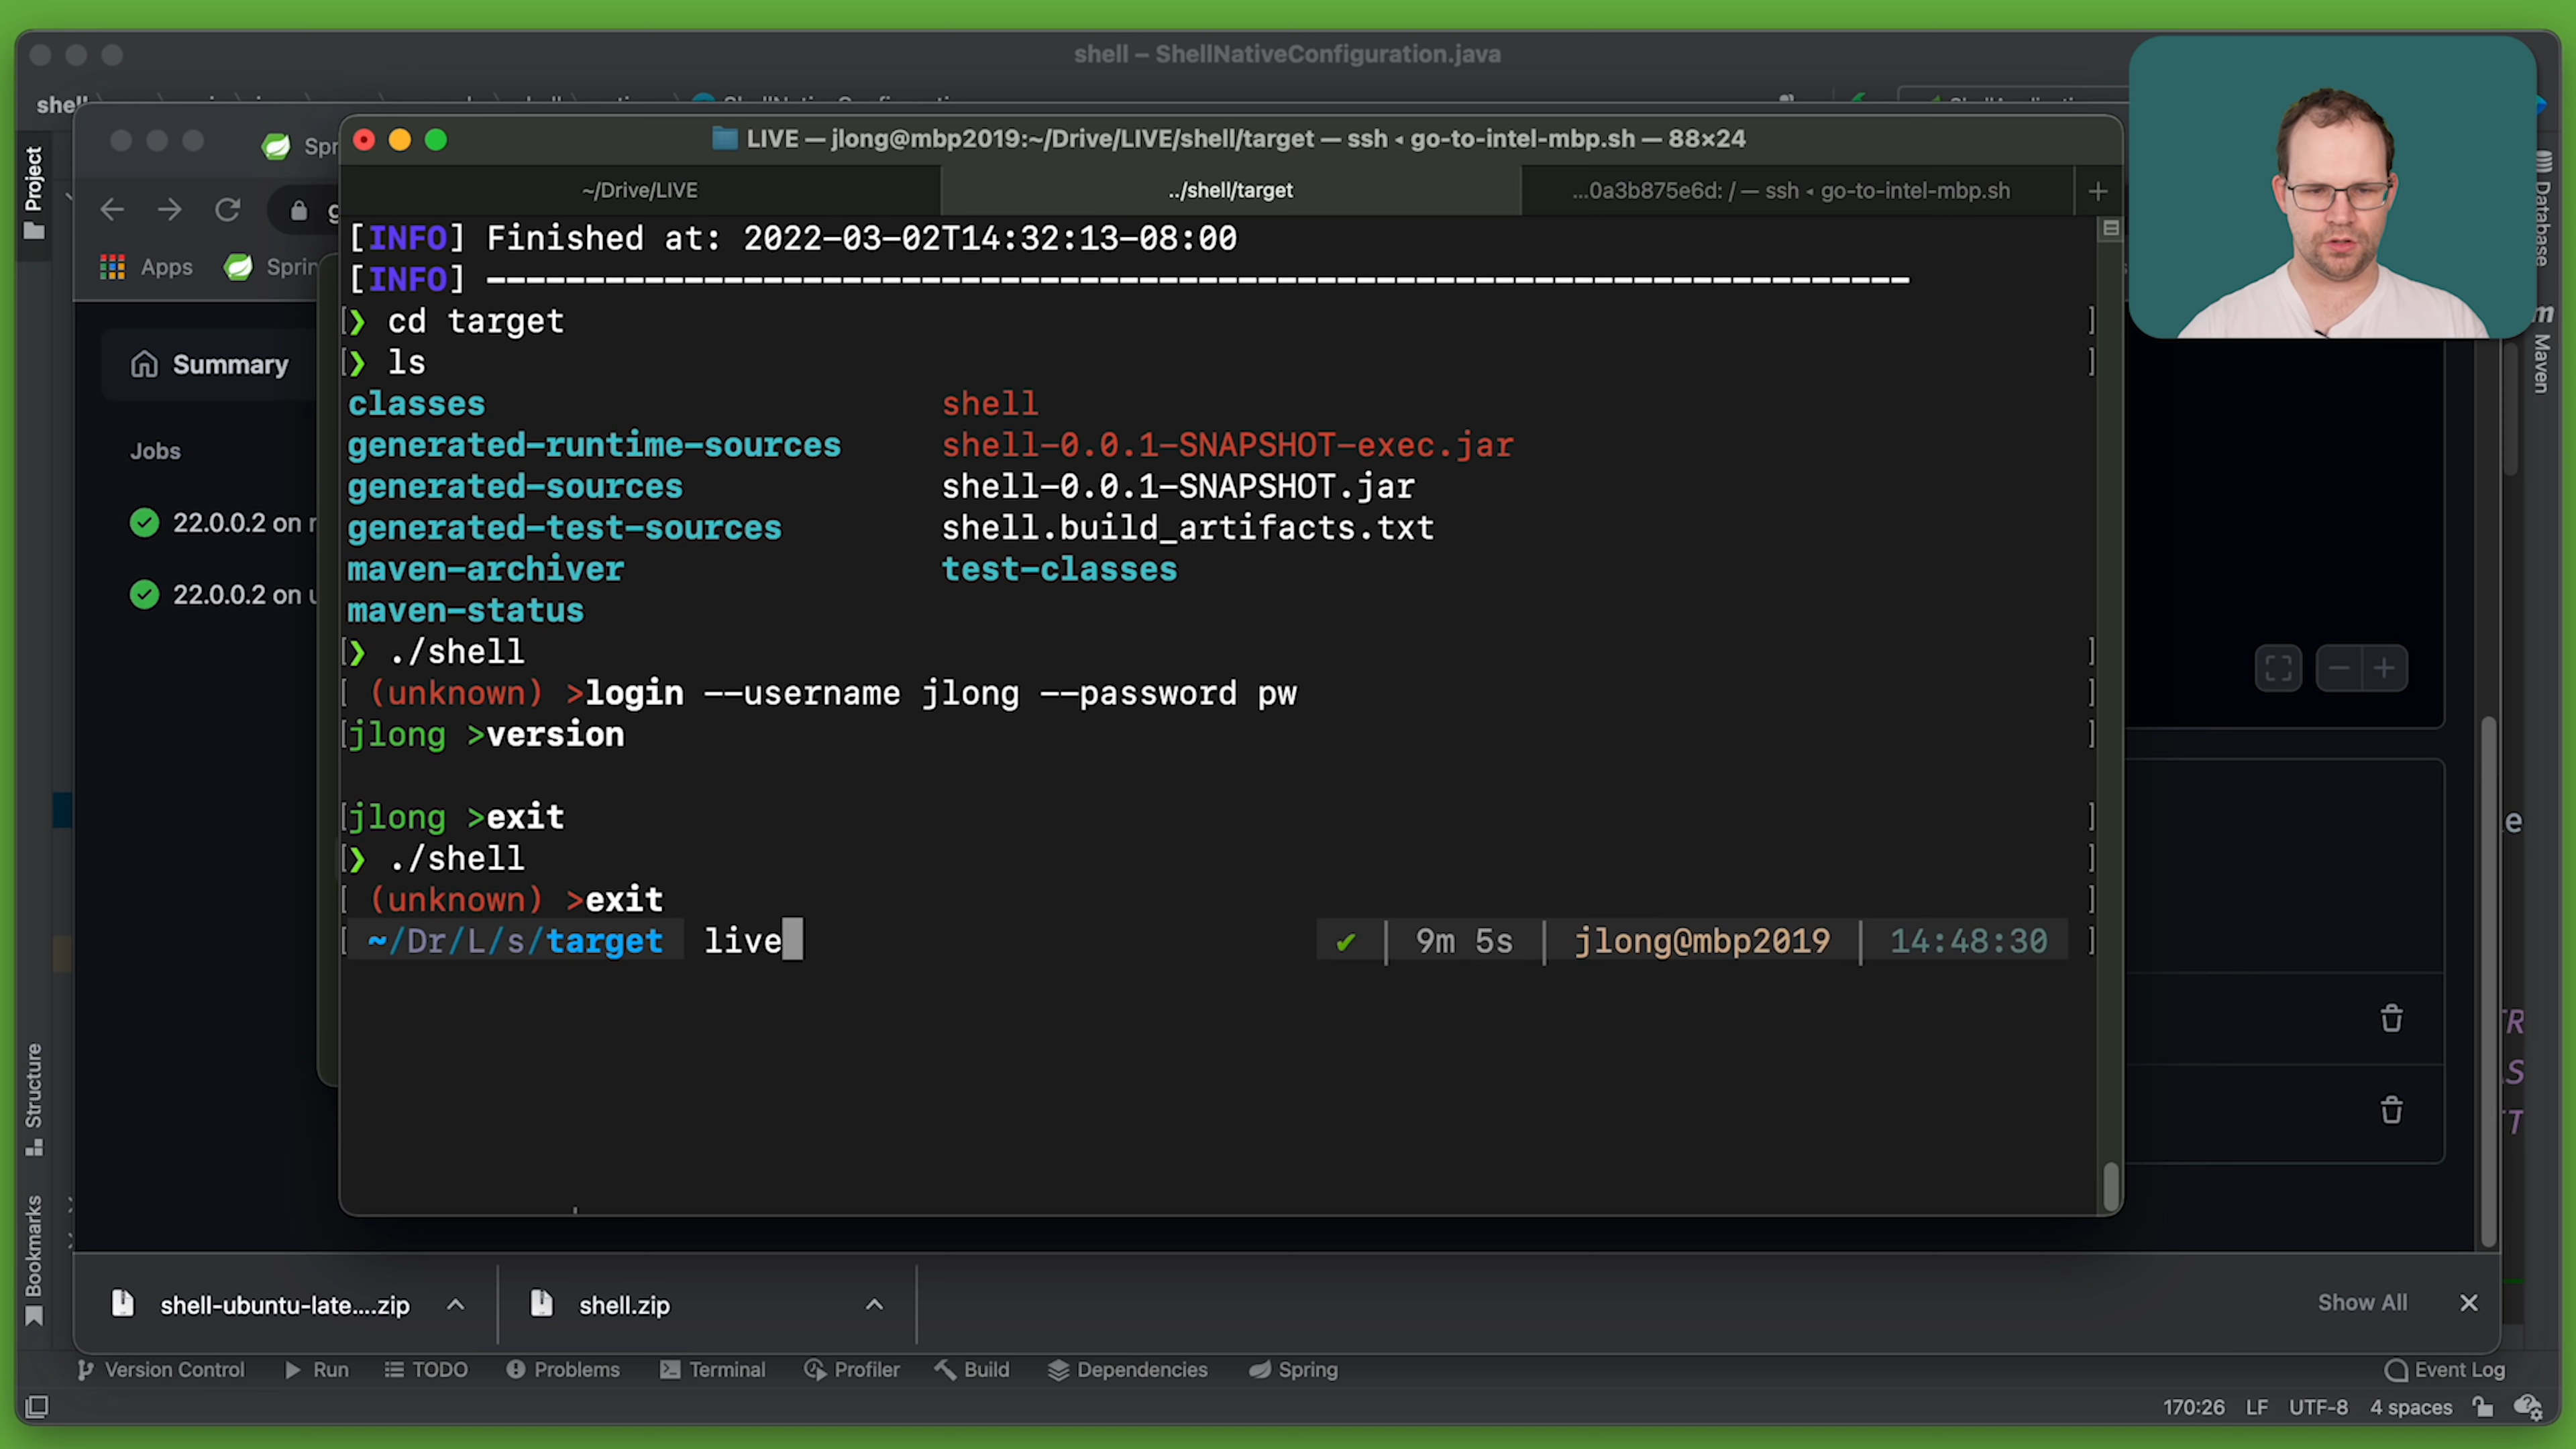 shell – ShellNativeConfiguration.java
shell
Project
Spr
LIVE — jlong@mbp2019:~/Drive/LIVE/shell/target — ssh ◂ go-to-intel-mbp.sh — 88×24
~/Drive/LIVE
../shell/target
...0a3b875e6d: / — ssh ◂ go-to-intel-mbp.sh
+
g
Apps
Sprin
Database
Maven
Summary
Jobs
22.0.0.2 on
22.0.0.2 on u
[INFO] Finished at: 2022-03-02T14:32:13-08:00
[INFO] ------------------------------------------------------------------------
❯ cd target
❯ ls
classes shell
generated-runtime-sources shell-0.0.1-SNAPSHOT-exec.jar
generated-sources shell-0.0.1-SNAPSHOT.jar
generated-test-sources shell.build_artifacts.txt
maven-archiver test-classes
maven-status
❯ ./shell
(unknown) >login --username jlong --password pw
jlong >version
jlong >exit
❯ ./shell
(unknown) >exit
~/Dr/L/s/target live ✔ | 9m 5s | jlong@mbp2019 | 14:48:30
Structure
Bookmarks
shell-ubuntu-late....zip
shell.zip
Show All
Version Control Run TODO Problems Terminal Profiler Build Dependencies Spring
Event Log
170:26 LF UTF-8 4 spaces